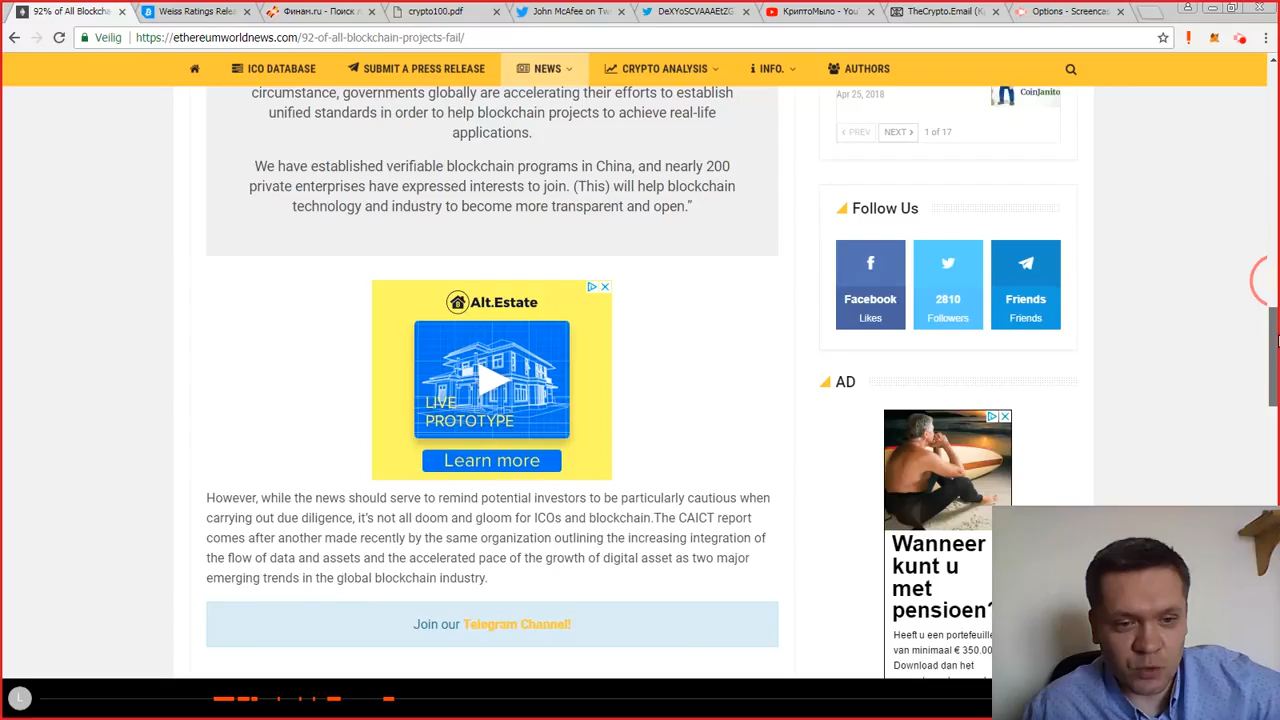 92% of All Blockcha
Weiss Ratings Rele
Финам.ru - Поиск
crypto100.pdf
John McAfee on Tw
DeXYoSCVAAAEtZG
КриптоМыло - You
TheCrypto.Email (K
Options - Screencas
Veilig
https://ethereumworldnews.com/92-of-all-blockchain-projects-fail/
ICO DATABASE
SUBMIT A PRESS RELEASE
NEWS
CRYPTO ANALYSIS
INFO.
AUTHORS
circumstance, governments globally are accelerating their efforts to establish
unified standards in order to help blockchain projects to achieve real-life
applications.
We have established verifiable blockchain programs in China, and nearly 200
private enterprises have expressed interests to join. (This) will help blockchain
technology and industry to become more transparent and open.”
Alt.Estate
LIVE
PROTOTYPE
Learn more
However, while the news should serve to remind potential investors to be particularly cautious when
carrying out due diligence, it’s not all doom and gloom for ICOs and blockchain.The CAICT report
comes after another made recently by the same organization outlining the increasing integration of
the flow of data and assets and the accelerated pace of the growth of digital asset as two major
emerging trends in the global blockchain industry.
Join our Telegram Channel!
Apr 25, 2018
CoinJanito
PREV
NEXT
1 of 17
Follow Us
Facebook
Likes
2810
Followers
Friends
Friends
AD
Wanneer
kunt u
met
pensioen?
Heeft u een portefeuille
van minimaal € 350.00
Download dan het
L